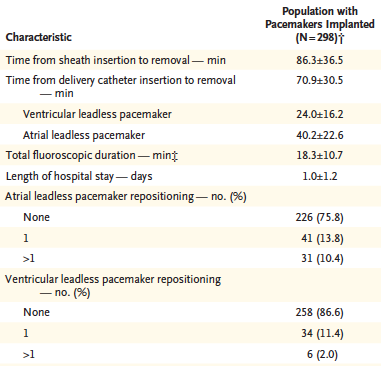 Population with
Pacemakers Implanted
Characteristic (N=298)†
Time from sheath insertion to removal — min 86.3±36.5
Time from delivery catheter insertion to removal 70.9±30.5
— min
Ventricular leadless pacemaker 24.0±16.2
Atrial leadless pacemaker 40.2±22.6
Total fluoroscopic duration — min‡ 18.3±10.7
Length of hospital stay — days 1.0±1.2
Atrial leadless pacemaker repositioning — no. (%)
None 226 (75.8)
1 41 (13.8)
>1 31 (10.4)
Ventricular leadless pacemaker repositioning
— no. (%)
None 258 (86.6)
1 34 (11.4)
>1 6 (2.0)